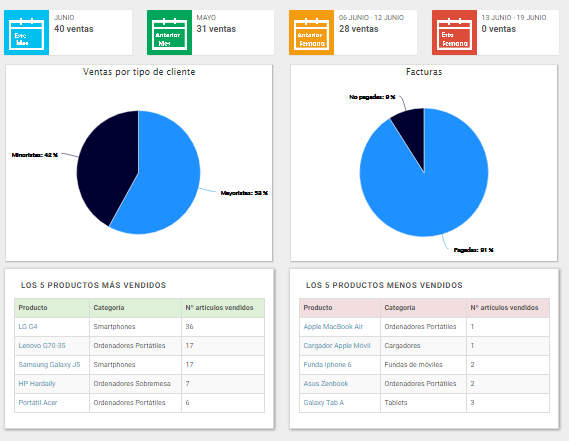 Este Mes
JUNIO
40 ventas
Anterior Mes
MAYO
31 ventas
Anterior Semana
06 JUNIO - 12 JUNIO
28 ventas
Esta Semana
13 JUNIO - 19 JUNIO
0 ventas
Ventas por tipo de cliente
Minoristas: 42 %
Mayoristas: 58 %
Facturas
No pagadas: 9 %
Pagadas: 91 %
LOS 5 PRODUCTOS MÁS VENDIDOS
Producto Categoría Nº artículos vendidos
LG G4 Smartphones 36
Lenovo G70-35 Ordenadores Portátiles 17
Samsung Galaxy J5 Smartphones 17
HP Hardaily Ordenadores Sobremesa 7
Portátil Acer Ordenadores Portátiles 6
LOS 5 PRODUCTOS MENOS VENDIDOS
Producto Categoría Nº artículos vendidos
Apple MacBook Air Ordenadores Portátiles 1
Cargador Apple Móvil Cargadores 1
Funda Iphone 6 Fundas de móviles 2
Asus Zenbook Ordenadores Portátiles 2
Galaxy Tab A Tablets 3